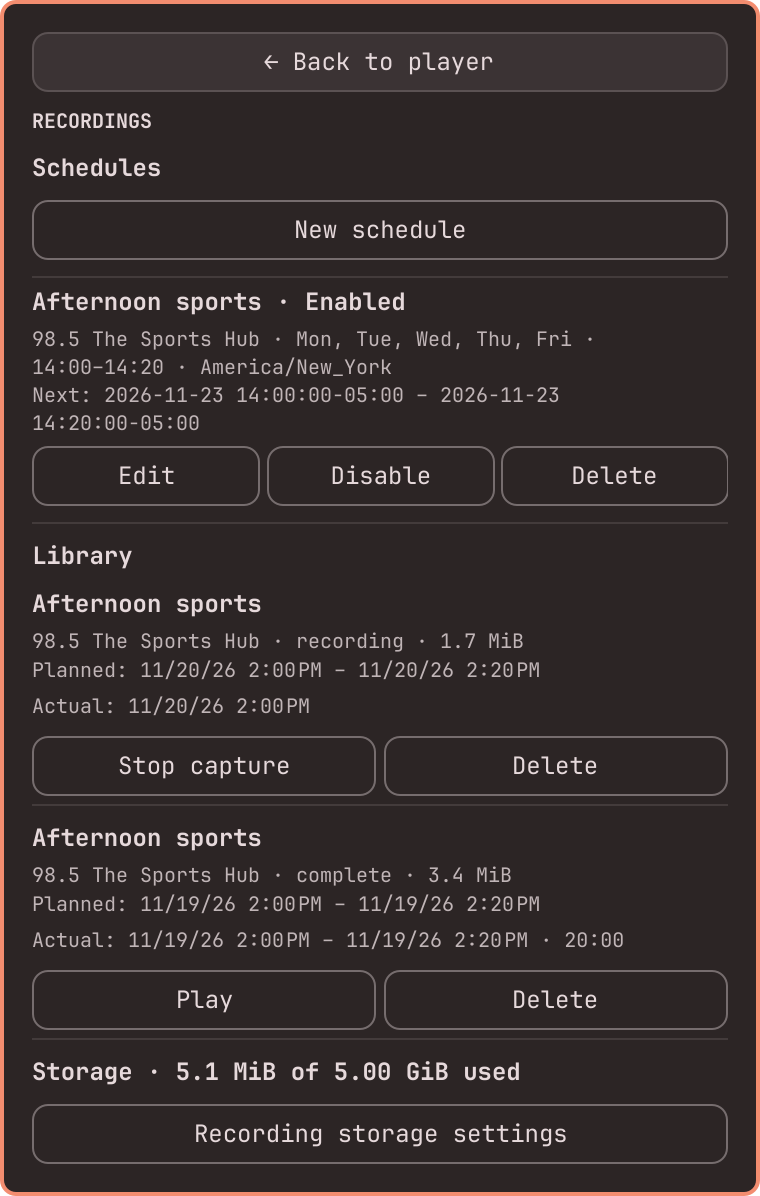 ← Back to player
RECORDINGS
Schedules
New schedule
Afternoon sports · Enabled
98.5 The Sports Hub · Mon, Tue, Wed, Thu, Fri ·
14:00–14:20 · America/New_York
Next: 2026-11-23 14:00:00-05:00 – 2026-11-23
14:20:00-05:00
Edit
Disable
Delete
Library
Afternoon sports
98.5 The Sports Hub · recording · 1.7 MiB
Planned: 11/20/26 2:00 PM – 11/20/26 2:20 PM
Actual: 11/20/26 2:00 PM
Stop capture
Delete
Afternoon sports
98.5 The Sports Hub · complete · 3.4 MiB
Planned: 11/19/26 2:00 PM – 11/19/26 2:20 PM
Actual: 11/19/26 2:00 PM – 11/19/26 2:20 PM · 20:00
Play
Delete
Storage · 5.1 MiB of 5.00 GiB used
Recording storage settings